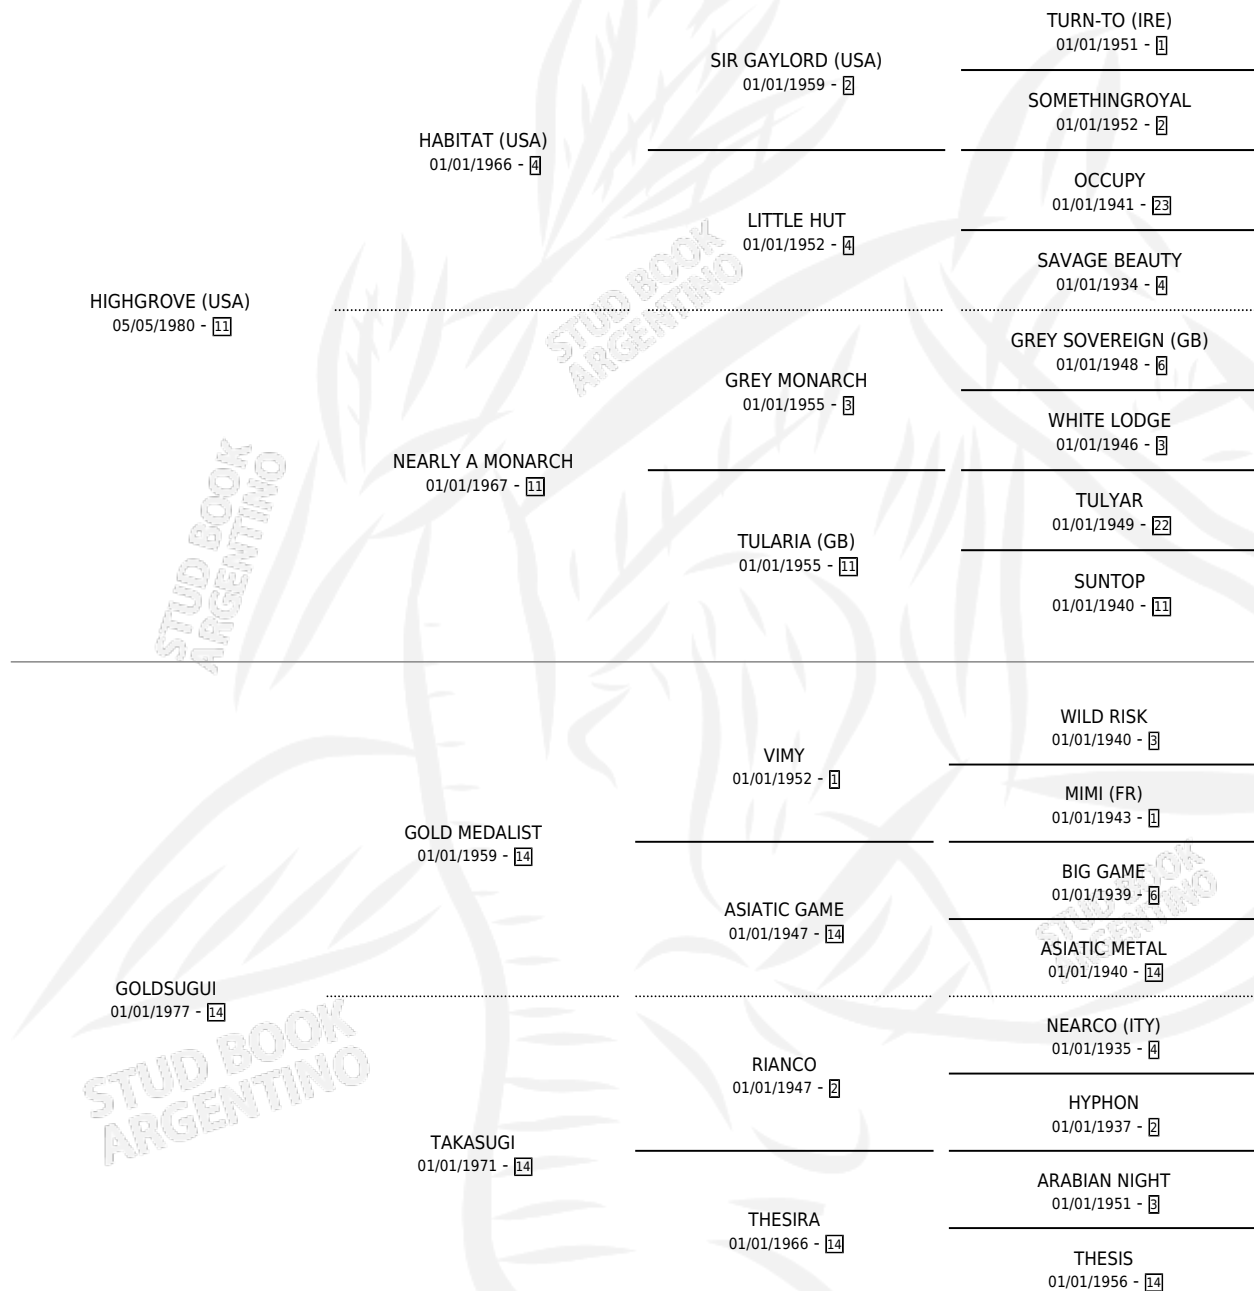 TURN-TO (IRE)
01/01/1951 - 1
SIR GAYLORD (USA)
01/01/1959 - 2
SOMETHINGROYAL
01/01/1952 - 2
HABITAT (USA)
01/01/1966 - 4
OCCUPY
01/01/1941 - 23
LITTLE HUT
01/01/1952 - 4
SAVAGE BEAUTY
01/01/1934 - 4
HIGHGROVE (USA)
05/05/1980 - 11
GREY SOVEREIGN (GB)
01/01/1948 - 6
GREY MONARCH
01/01/1955 - 3
WHITE LODGE
01/01/1946 - 3
NEARLY A MONARCH
01/01/1967 - 11
TULYAR
01/01/1949 - 22
TULARIA (GB)
01/01/1955 - 11
SUNTOP
01/01/1940 - 11
WILD RISK
01/01/1940 - 3
VIMY
01/01/1952 - 1
MIMI (FR)
01/01/1943 - 1
GOLD MEDALIST
01/01/1959 - 14
BIG GAME
01/01/1939 - 6
ASIATIC GAME
01/01/1947 - 14
ASIATIC METAL
01/01/1940 - 14
GOLDSUGUI
01/01/1977 - 14
NEARCO (ITY)
01/01/1935 - 4
RIANCO
01/01/1947 - 2
HYPHON
01/01/1937 - 2
TAKASUGI
01/01/1971 - 14
ARABIAN NIGHT
01/01/1951 - 3
THESIRA
01/01/1966 - 14
THESIS
01/01/1956 - 14
STUD BOOK
ARGENTINO
STUD BOOK
ARGENTINO
STUD BOOK
ARGENTINO
STUD BOOK
ARGENTINO